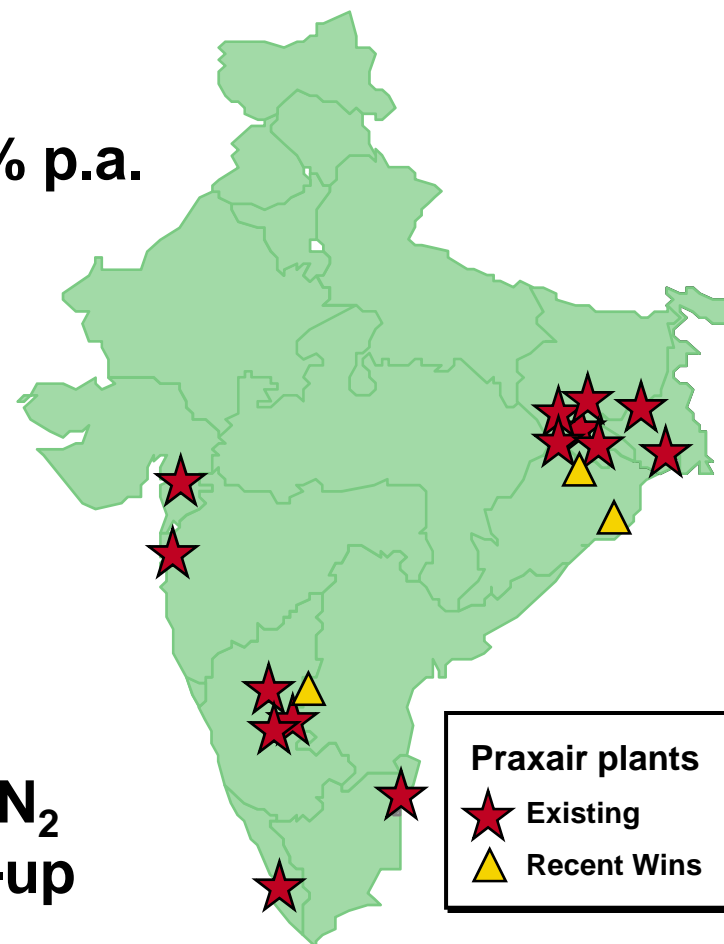 % p.a.
N₂
-up
Praxair plants
Existing
Recent Wins